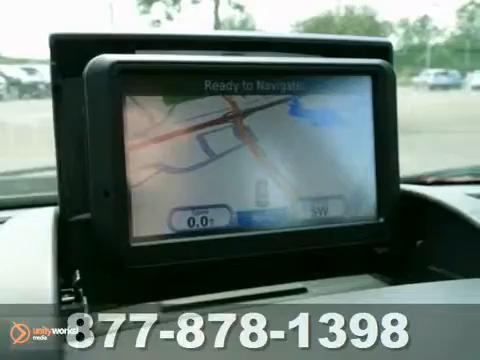 Ready to Navigate
0.0
SW
unityworks!
media
877-878-1398